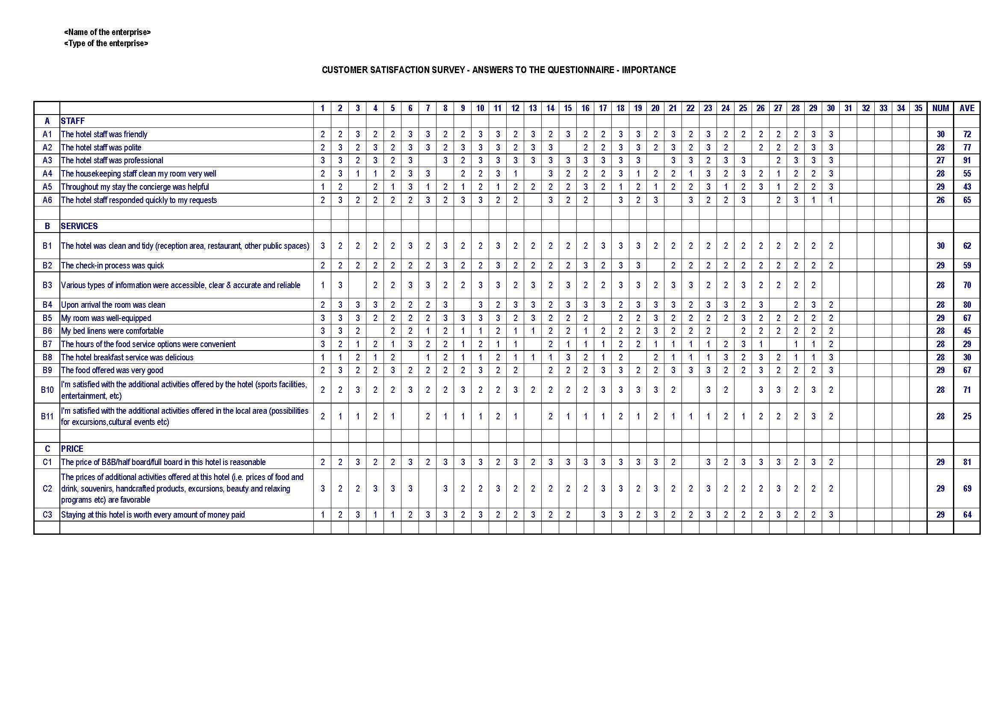 <Name of the enterprise>
<Type of the enterprise>
CUSTOMER SATISFACTION SURVEY - ANSWERS TO THE QUESTIONNAIRE - IMPORTANCE
1 2 3 4 5 6 7 8 9 10 11 12 13 14 15 16 17 18 19 20 21 22 23 24 25 26 27 28 29 30 31 32 33 34 35 NUM AVE
A STAFF
A1 The hotel staff was friendly 2 2 3 2 2 3 3 2 2 3 3 2 3 2 3 2 2 3 3 2 3 2 3 2 2 2 2 2 3 3 30 72
A2 The hotel staff was polite 2 3 2 3 2 3 3 2 3 3 3 2 3 3 2 2 3 3 2 3 2 3 2 2 2 2 3 3 28 77
A3 The hotel staff was professional 3 3 2 3 2 3 3 2 3 3 3 3 3 3 3 3 3 3 3 3 2 3 3 2 3 3 3 27 91
A4 The housekeeping staff clean my room very well 2 3 1 1 2 3 3 2 2 3 1 3 2 2 2 3 1 2 2 1 3 2 3 2 1 2 2 3 28 55
A5 Throughout my stay the concierge was helpful 1 2 2 1 3 1 2 1 2 1 2 2 2 2 3 2 1 2 1 2 2 3 1 2 3 1 2 2 3 29 43
A6 The hotel staff responded quickly to my requests 2 3 2 2 2 2 3 2 3 3 2 2 3 2 2 3 2 3 3 2 2 3 2 3 1 1 26 65
B SERVICES
B1 The hotel was clean and tidy (reception area, restaurant, other public spaces) 3 2 2 2 2 3 2 3 2 2 3 2 2 2 2 2 3 3 3 2 2 2 2 2 2 2 2 2 2 2 30 62
B2 The check-in process was quick 2 2 2 2 2 2 2 3 2 2 3 2 2 2 2 3 2 3 3 2 2 2 2 2 2 2 2 2 2 29 59
B3 Various types of information were accessible, clear & accurate and reliable 1 3 2 2 3 3 2 2 3 3 2 3 2 3 2 2 3 3 2 3 3 2 2 3 2 2 2 2 28 70
B4 Upon arrival the room was clean 2 3 3 3 2 2 2 3 3 2 3 3 2 3 3 3 2 3 3 3 2 3 3 2 3 2 3 2 28 80
B5 My room was well-equipped 3 3 3 2 2 2 2 3 3 3 3 2 3 2 2 2 2 2 3 2 2 2 2 3 2 2 2 2 2 29 67
B6 My bed linens were comfortable 3 3 2 2 2 1 2 1 1 2 1 1 2 2 1 2 2 2 3 2 2 2 2 2 2 2 2 2 28 45
B7 The hours of the food service options were convenient 3 2 1 2 1 3 2 2 1 2 1 1 2 1 1 1 2 2 1 1 1 1 2 3 1 1 1 2 28 29
B8 The hotel breakfast service was delicious 1 1 2 1 2 1 2 1 1 2 1 1 1 3 2 1 2 2 1 1 1 3 2 3 2 1 1 3 28 30
B9 The food offered was very good 2 3 2 2 3 2 2 2 2 3 2 2 2 2 2 3 3 2 2 3 3 3 2 2 3 2 2 2 3 29 67
B10 I'm satisfied with the additional activities offered by the hotel (sports facilities,
entertainment, etc) 2 2 3 2 2 3 2 2 3 2 2 3 2 2 2 2 3 3 3 3 2 3 2 3 3 2 3 2 28 71
B11 I'm satisfied with the additional activities offered in the local area (possibilities
for excursions,cultural events etc) 2 1 1 2 1 2 1 1 1 2 1 2 1 1 1 2 1 2 1 1 1 2 1 2 2 2 3 2 28 25
C PRICE
C1 The price of B&B/half board/full board in this hotel is reasonable 2 2 3 2 2 3 2 3 3 3 2 3 2 3 3 3 3 3 3 3 2 3 2 3 3 3 2 3 2 29 81
The prices of additional activities offered at this hotel (i.e. prices of food and
C2 drink, souvenirs, handcrafted products, excursions, beauty and relaxing 3 2 2 3 3 3 3 2 2 3 2 2 2 2 2 3 3 2 3 2 2 3 2 2 2 3 2 2 2 29 69
programs etc) are favorable
C3 Staying at this hotel is worth every amount of money paid 1 2 3 1 1 2 3 3 2 3 2 2 3 2 2 3 3 2 3 2 2 3 2 2 2 3 2 2 3 29 64